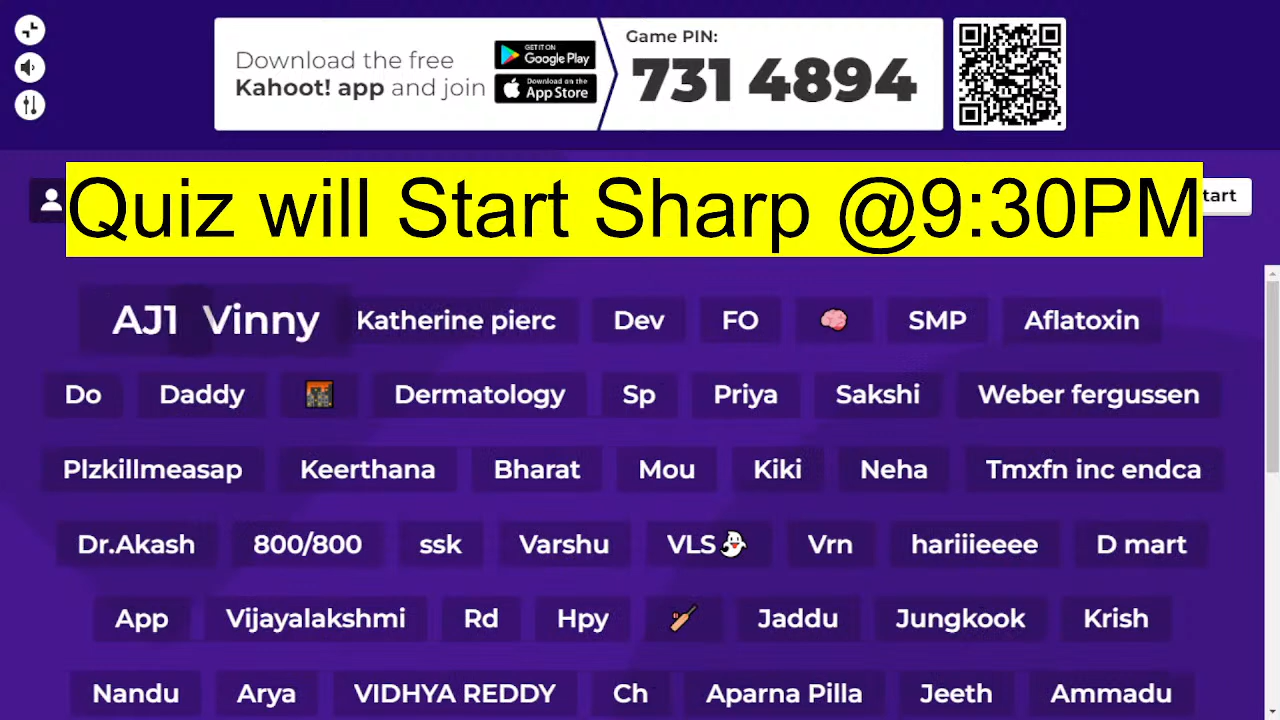 Download the free
Kahoot! app and join
GET IT ON
Google Play
Download on the
App Store
Game PIN:
731 4894
Quiz will Start Sharp @9:30PM
tart
AJ1 Vinny Katherine pierc Dev FO 🧠 SMP Aflatoxin
Do Daddy Dermatology Sp Priya Sakshi Weber fergussen
Plzkillmeasap Keerthana Bharat Mou Kiki Neha Tmxfn inc endca
Dr.Akash 800/800 ssk Varshu VLS👻 Vrn hariiieeee D mart
App Vijayalakshmi Rd Hpy 🏏 Jaddu Jungkook Krish
Nandu Arya VIDHYA REDDY Ch Aparna Pilla Jeeth Ammadu